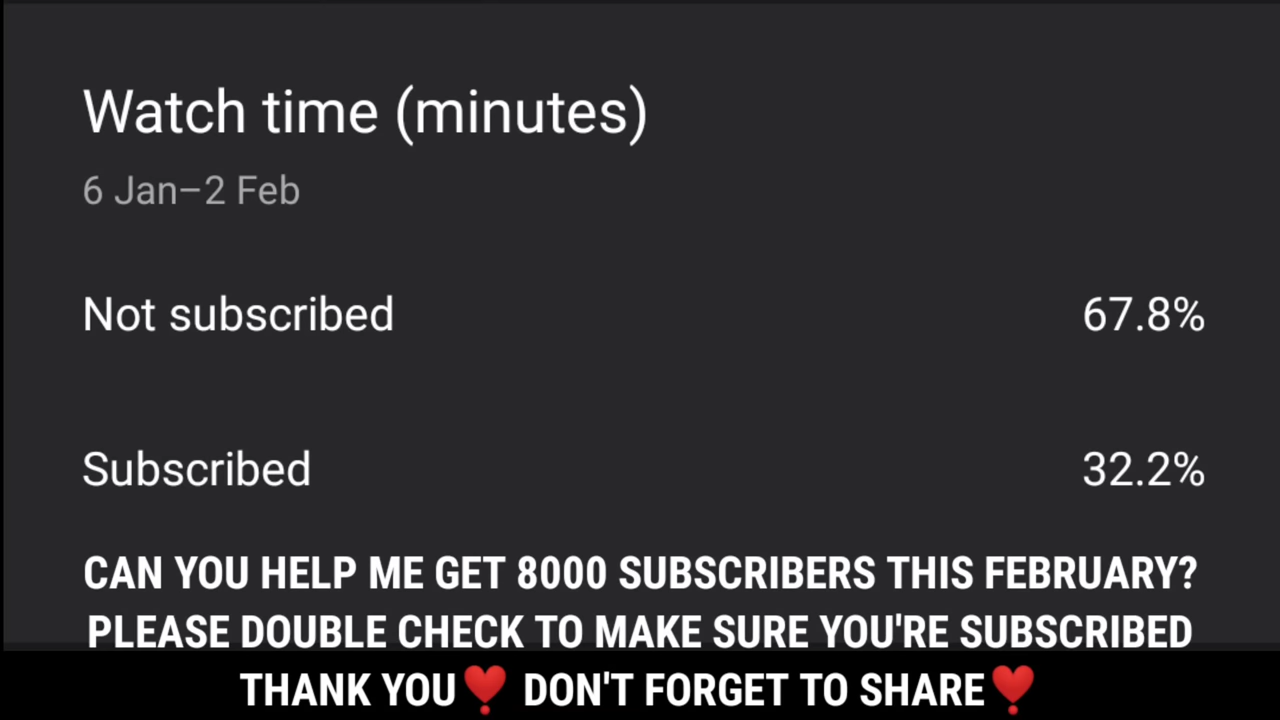 Watch time (minutes)
6 Jan–2 Feb
Not subscribed 67.8%
Subscribed 32.2%
CAN YOU HELP ME GET 8000 SUBSCRIBERS THIS FEBRUARY?
PLEASE DOUBLE CHECK TO MAKE SURE YOU'RE SUBSCRIBED
THANK YOU❣️ DON'T FORGET TO SHARE❣️